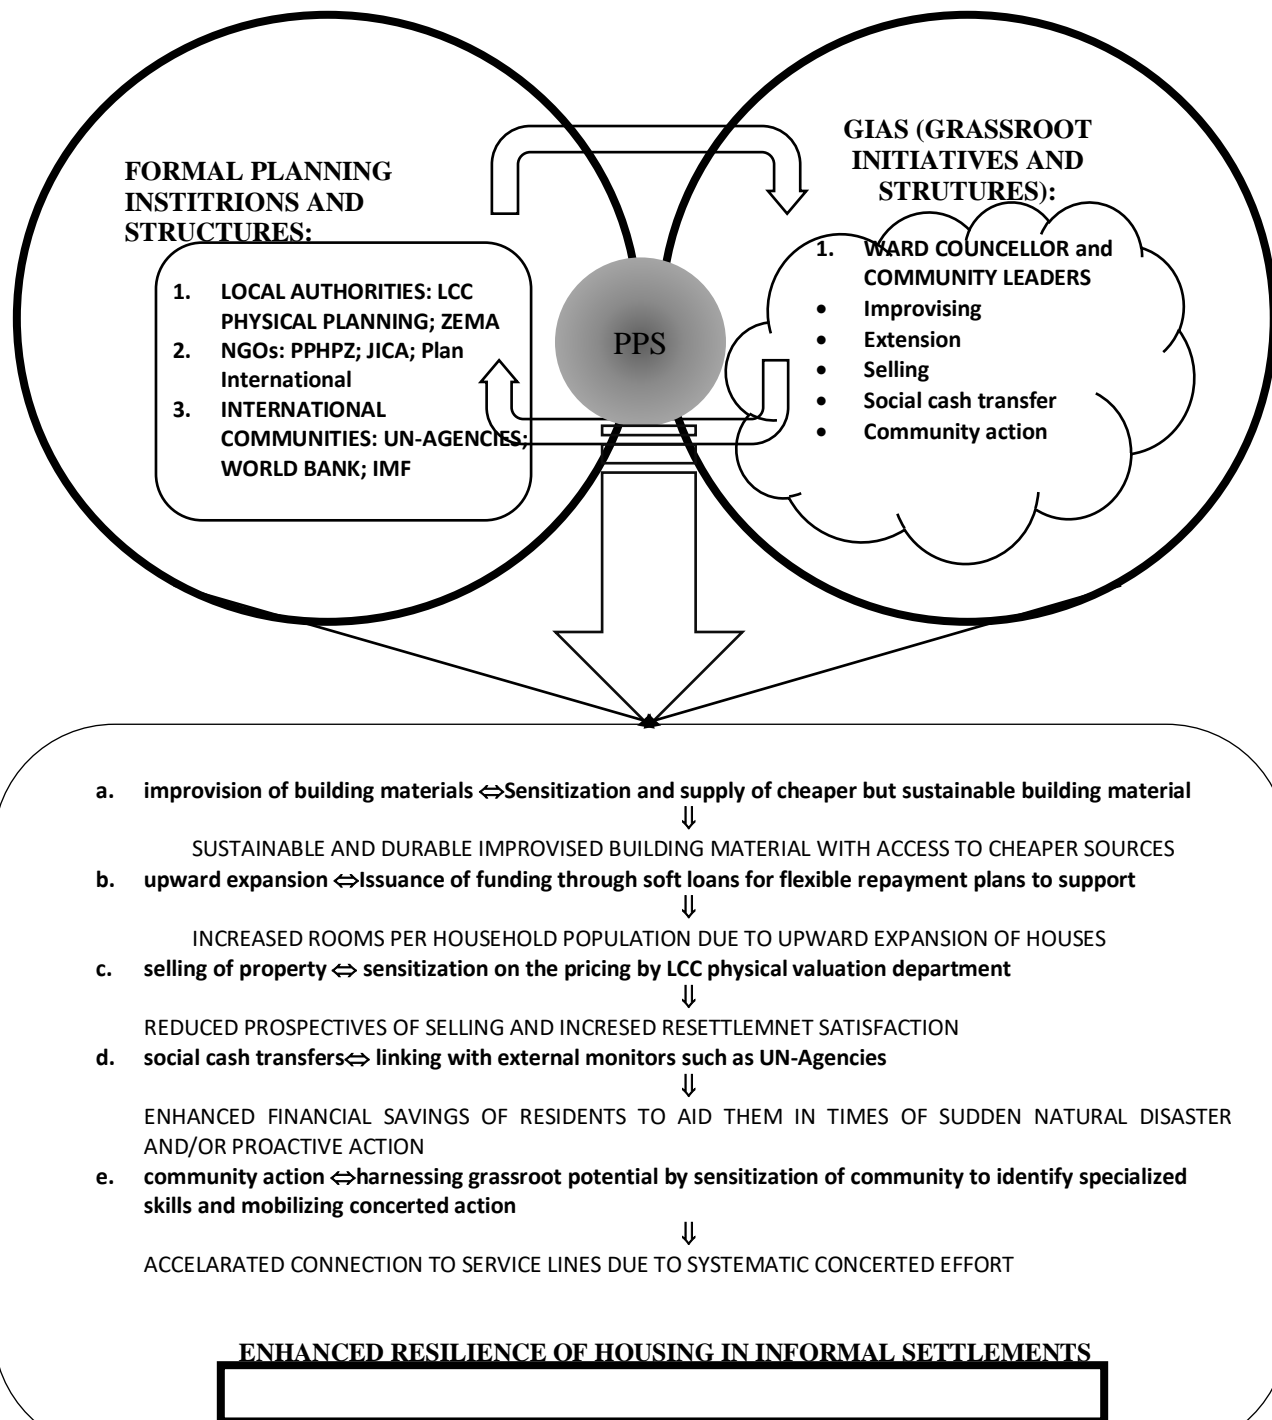 FORMAL PLANNING
INSTITRIONS AND
STRUCTURES:
1. LOCAL AUTHORITIES: LCC
PHYSICAL PLANNING; ZEMA
2. NGOs: PPHPZ; JICA; Plan
International
3. INTERNATIONAL
COMMUNITIES: UN-AGENCIES;
WORLD BANK; IMF
PPS
GIAS (GRASSROOT
INITIATIVES AND
STRUTURES):
1. WARD COUNCELLOR and
COMMUNITY LEADERS
• Improvising
• Extension
• Selling
• Social cash transfer
• Community action
a. improvision of building materials ⇔Sensitization and supply of cheaper but sustainable building material
⇓
SUSTAINABLE AND DURABLE IMPROVISED BUILDING MATERIAL WITH ACCESS TO CHEAPER SOURCES
b. upward expansion ⇔Issuance of funding through soft loans for flexible repayment plans to support
⇓
INCREASED ROOMS PER HOUSEHOLD POPULATION DUE TO UPWARD EXPANSION OF HOUSES
c. selling of property ⇔ sensitization on the pricing by LCC physical valuation department
⇓
REDUCED PROSPECTIVES OF SELLING AND INCRESED RESETTLEMNET SATISFACTION
d. social cash transfers⇔ linking with external monitors such as UN-Agencies
⇓
ENHANCED FINANCIAL SAVINGS OF RESIDENTS TO AID THEM IN TIMES OF SUDDEN NATURAL DISASTER
AND/OR PROACTIVE ACTION
e. community action ⇔harnessing grassroot potential by sensitization of community to identify specialized
skills and mobilizing concerted action
⇓
ACCELARATED CONNECTION TO SERVICE LINES DUE TO SYSTEMATIC CONCERTED EFFORT
ENHANCED RESILIENCE OF HOUSING IN INFORMAL SETTLEMENTS